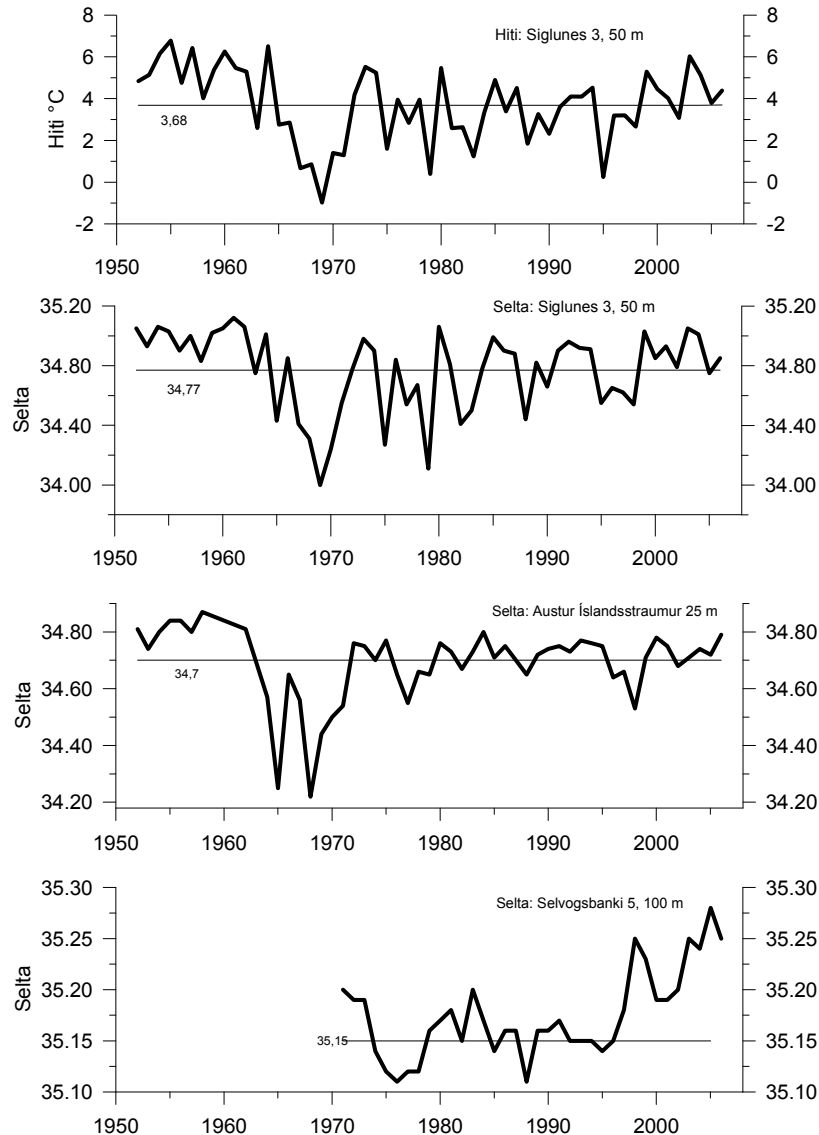 Hiti: Siglunes 3, 50 m
8 8
6 6
4 4
3,68
Hiti °C
2 2
0 0
-2 -2
1950 1960 1970 1980 1990 2000
Selta: Siglunes 3, 50 m
35.20 35.20
34.80 34.80
34,77
Selta
34.40 34.40
34.00 34.00
1950 1960 1970 1980 1990 2000
Selta: Austur Íslandsstraumur 25 m
34.80 34.80
34,7
Selta
34.60 34.60
34.40 34.40
34.20 34.20
1950 1960 1970 1980 1990 2000
35.30 35.30
Selta: Selvogsbanki 5, 100 m
35.25 35.25
Selta
35.20 35.20
35,15
35.15 35.15
35.10 35.10
1950 1960 1970 1980 1990 2000